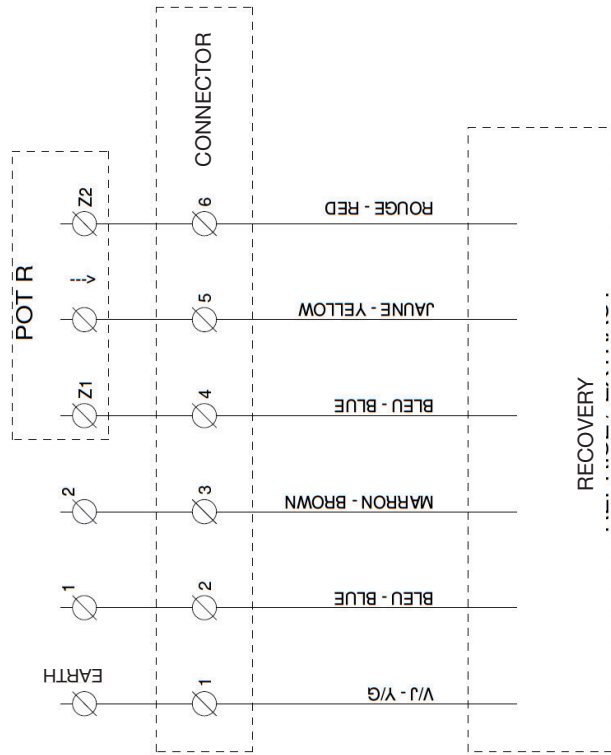 CONNECTOR
POT R
Z2
6
ROUGE - RED
--->
5
JAUNE - YELLOW
Z1
4
BLEU - BLUE
2
3
MARRON - BROWN
1
2
BLEU - BLUE
EARTH
1
V/J - Y/G
RECOVERY